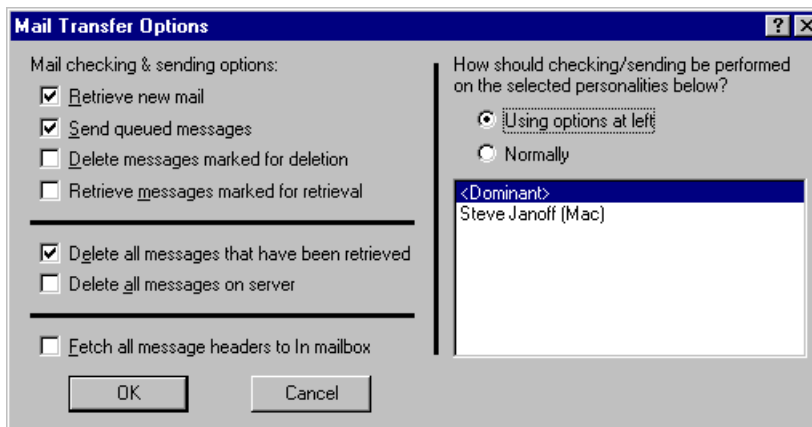 Mail Transfer Options
Mail checking & sending options:
Retrieve new mail
Send queued messages
Delete messages marked for deletion
Retrieve messages marked for retrieval
Delete all messages that have been retrieved
Delete all messages on server
Fetch all message headers to In mailbox
OK
Cancel
How should checking/sending be performed
on the selected personalities below?
Using options at left
Normally
<Dominant>
Steve Janoff (Mac)